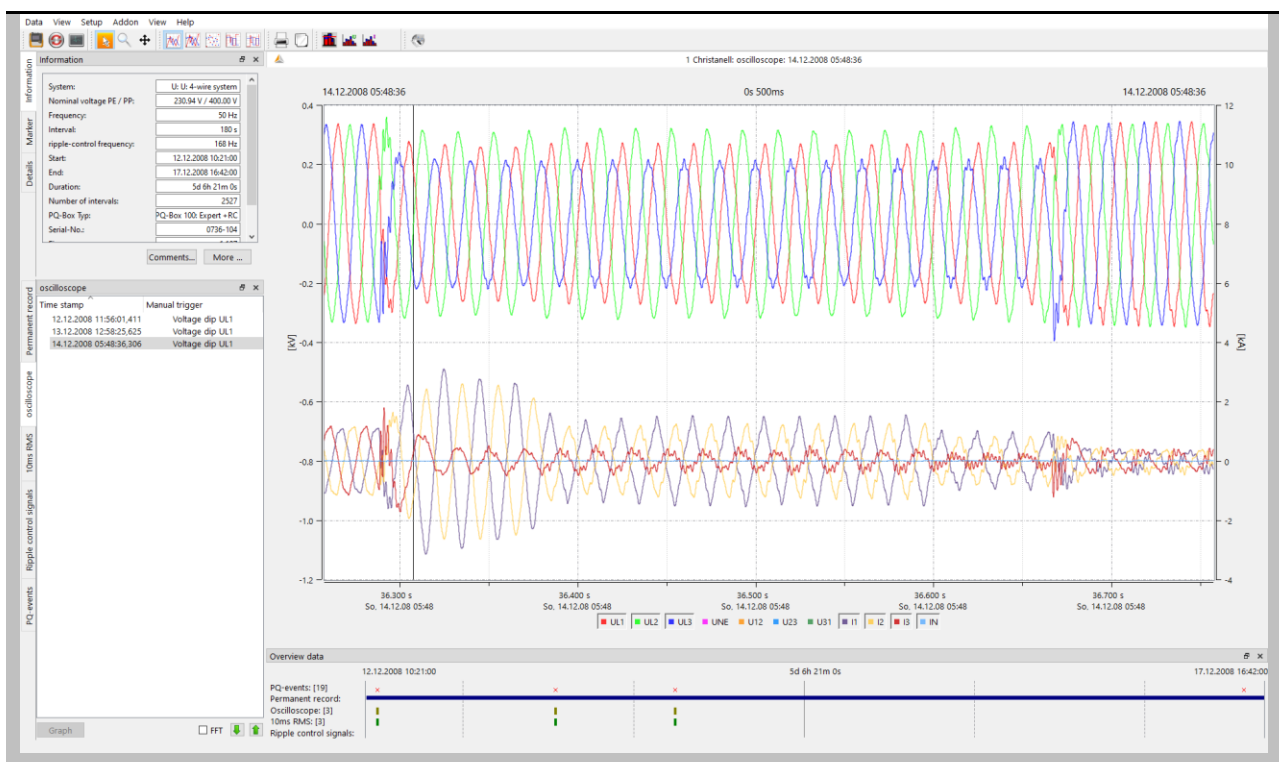 Data View Setup Addon View Help
Information
1 Christanell: oscilloscope: 14.12.2008 05:48:36
Information
Marker
Details
System: U: U: 4-wire system
Nominal voltage PE / PP: 230.94 V / 400.00 V
Frequency: 50 Hz
Interval: 180 s
ripple-control frequency: 168 Hz
Start: 12.12.2008 10:21:00
End: 17.12.2008 16:42:00
Duration: 5d 6h 21m 0s
Number of intervals: 2527
PQ-Box Typ: PQ-Box 100: Expert +RC
Serial-No.: 0736-104
Comments... More ...
Permanent record
oscilloscope
10ms RMS
Ripple control signals
PQ-events
oscilloscope
Time stamp Manual trigger
12.12.2008 11:56:01,411 Voltage dip UL1
13.12.2008 12:58:25,625 Voltage dip UL1
14.12.2008 05:48:36,306 Voltage dip UL1
Graph FFT
14.12.2008 05:48:36 0s 500ms 14.12.2008 05:48:36
0.4 12
0.2 10
0.0 8
-0.2 6
[kV] -0.4 4 [kA]
-0.6 2
-0.8 0
-1.0 -2
-1.2 -4
36.300 s 36.400 s 36.500 s 36.600 s 36.700 s
So. 14.12.08 05:48 So. 14.12.08 05:48 So. 14.12.08 05:48 So. 14.12.08 05:48 So. 14.12.08 05:48
UL1 UL2 UL3 UNE U12 U23 U31 I1 I2 I3 IN
Overview data
12.12.2008 10:21:00 5d 6h 21m 0s 17.12.2008 16:42:00
PQ-events: [19]
Permanent record:
Oscilloscope: [3]
10ms RMS: [3]
Ripple control signals: